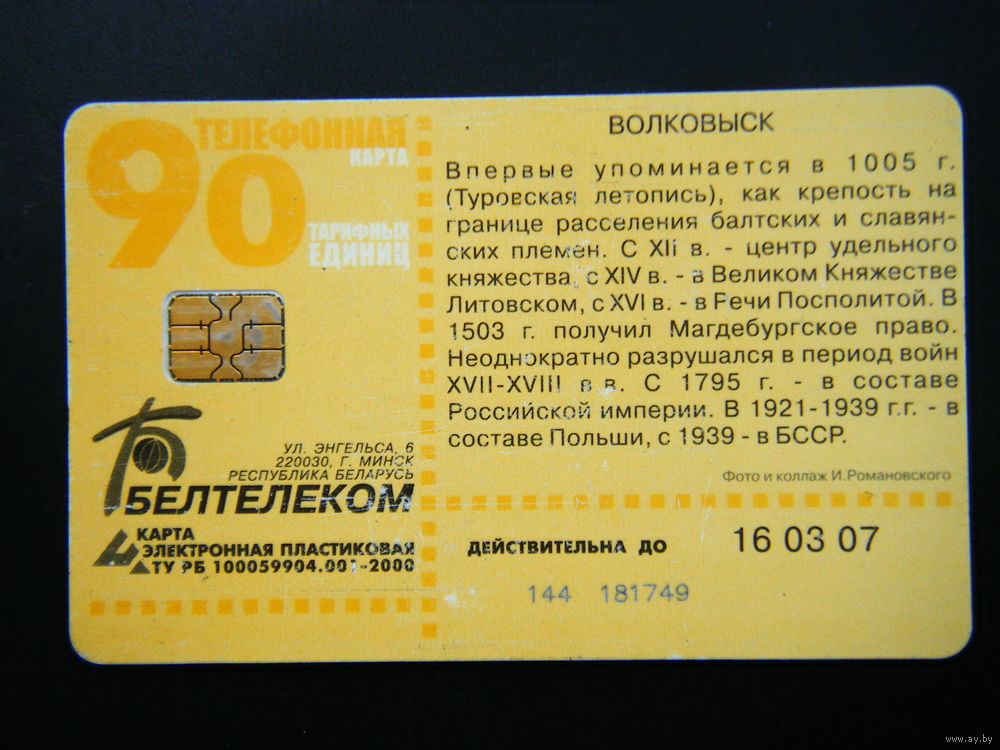 90
ТЕЛЕФОННАЯ
КАРТА
ТАРИФНЫХ
ЕДИНИЦ
УЛ. ЭНГЕЛЬСА, 6
220030, Г. МИНСК
РЕСПУБЛИКА БЕЛАРУСЬ
БЕЛТЕЛЕКОМ
КАРТА
ЭЛЕКТРОННАЯ ПЛАСТИКОВАЯ
ТУ РБ 100059904.001-2000
ВОЛКОВЫСК
Впервые упоминается в 1005 г.
(Туровская летопись), как крепость на
границе расселения балтских и славян-
ских племен. С XII в. - центр удельного
княжества, с XIV в. - в Великом Княжестве
Литовском, с XVI в. - в Речи Посполитой. В
1503 г. получил Магдебургское право.
Неоднократно разрушался в период войн
XVII-XVIII в.в. С 1795 г. - в составе
Российской империи. В 1921-1939 г.г. - в
составе Польши, с 1939 - в БССР.
Фото и коллаж И.Романовского
ДЕЙСТВИТЕЛЬНА ДО 16 03 07
144 181749
www.ay.by